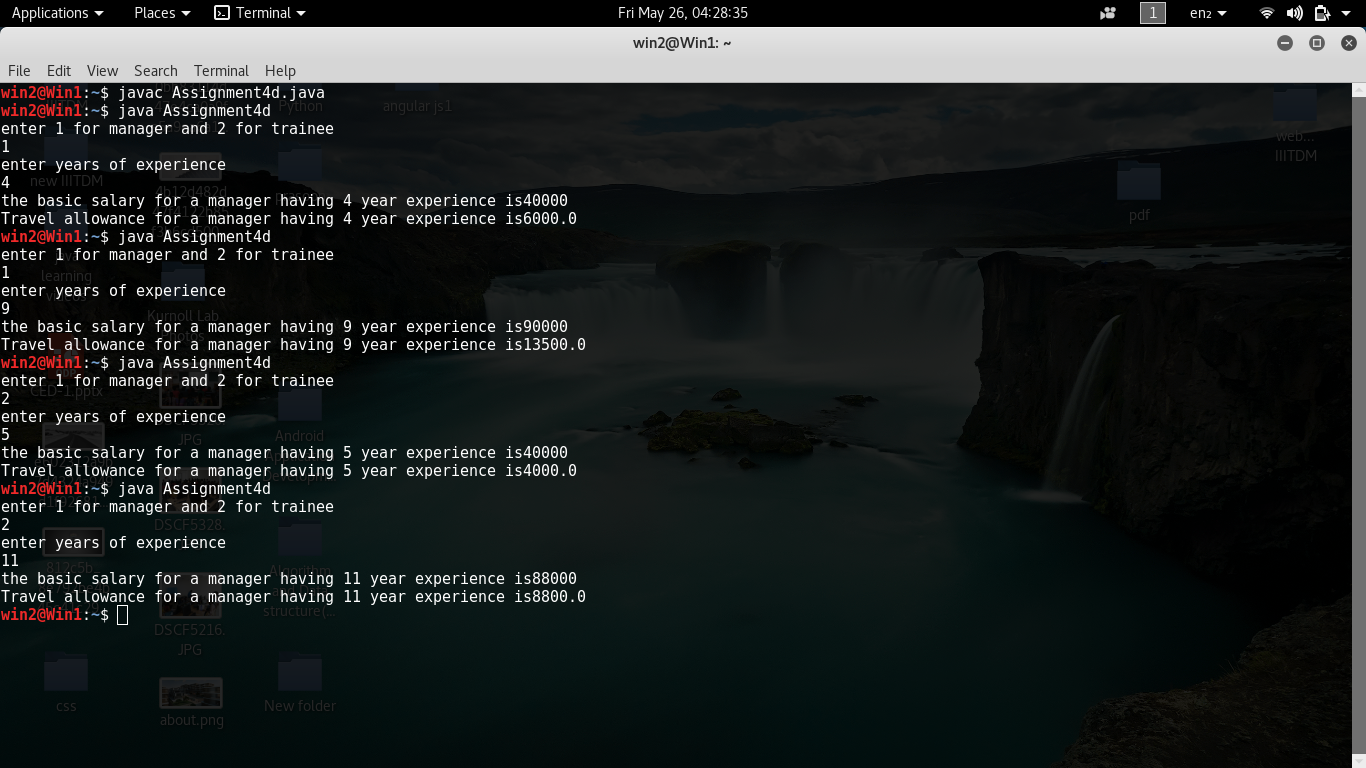 Applications Places Terminal Fri May 26, 04:28:35 1 en₂
win2@Win1: ~
File Edit View Search Terminal Help
win2@Win1:~$ javac Assignment4d.java
win2@Win1:~$ java Assignment4d
enter 1 for manager and 2 for trainee
1
enter years of experience
4
the basic salary for a manager having 4 year experience is40000
Travel allowance for a manager having 4 year experience is6000.0
win2@Win1:~$ java Assignment4d
enter 1 for manager and 2 for trainee
1
enter years of experience
9
the basic salary for a manager having 9 year experience is90000
Travel allowance for a manager having 9 year experience is13500.0
win2@Win1:~$ java Assignment4d
enter 1 for manager and 2 for trainee
2
enter years of experience
5
the basic salary for a manager having 5 year experience is40000
Travel allowance for a manager having 5 year experience is4000.0
win2@Win1:~$ java Assignment4d
enter 1 for manager and 2 for trainee
2
enter years of experience
11
the basic salary for a manager having 11 year experience is88000
Travel allowance for a manager having 11 year experience is8800.0
win2@Win1:~$
Python
angular js1
web...
IIITDM
new IIITDM
4b12d482d
pdf
learning
Kurnoll Lab
CED-1.pptx
JPG
Android
DSCF5328.
812c5b...
Algorithm
structure(...
DSCF5216.
JPG
css
about.png
New folder